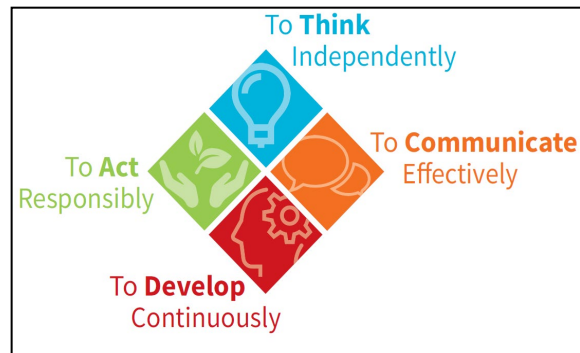 To Think
Independently
To Communicate
Effectively
To Act
Responsibly
To Develop
Continuously